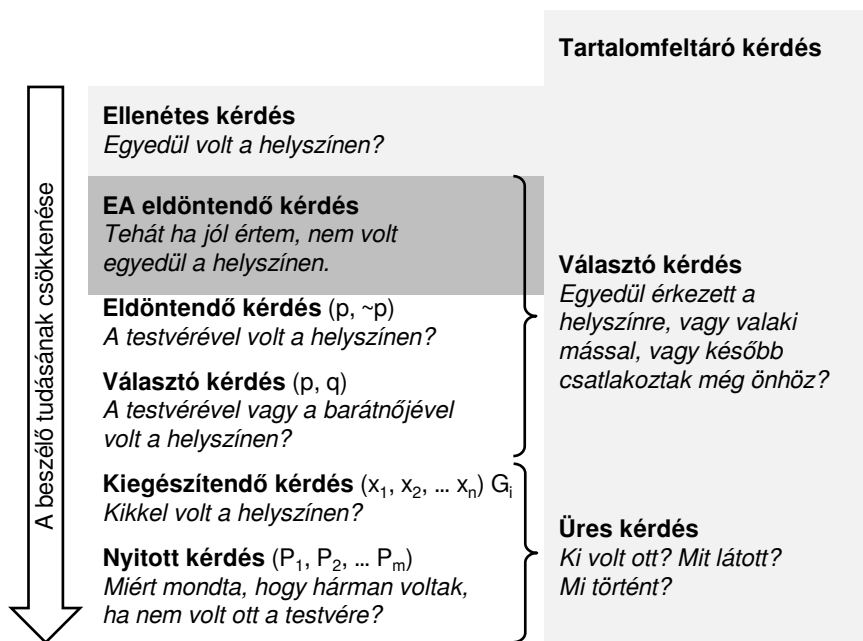 Tartalomfeltáró kérdés
A beszélő tudásának csökkenése
Ellenétes kérdés
Egyedül volt a helyszínen?
EA eldöntendő kérdés
Tehát ha jól értem, nem volt
egyedül a helyszínen.
Eldöntendő kérdés (p, ~p)
A testvérével volt a helyszínen?
Választó kérdés (p, q)
A testvérével vagy a barátnőjével
volt a helyszínen?
Választó kérdés
Egyedül érkezett a
helyszínre, vagy valaki
mással, vagy később
csatlakoztak még önhöz?
Kiegészítendő kérdés (x₁, x₂, ... xₙ) Gᵢ
Kikkel volt a helyszínen?
Nyitott kérdés (P₁, P₂, ... Pₘ)
Miért mondta, hogy hárman voltak,
ha nem volt ott a testvére?
Üres kérdés
Ki volt ott? Mit látott?
Mi történt?